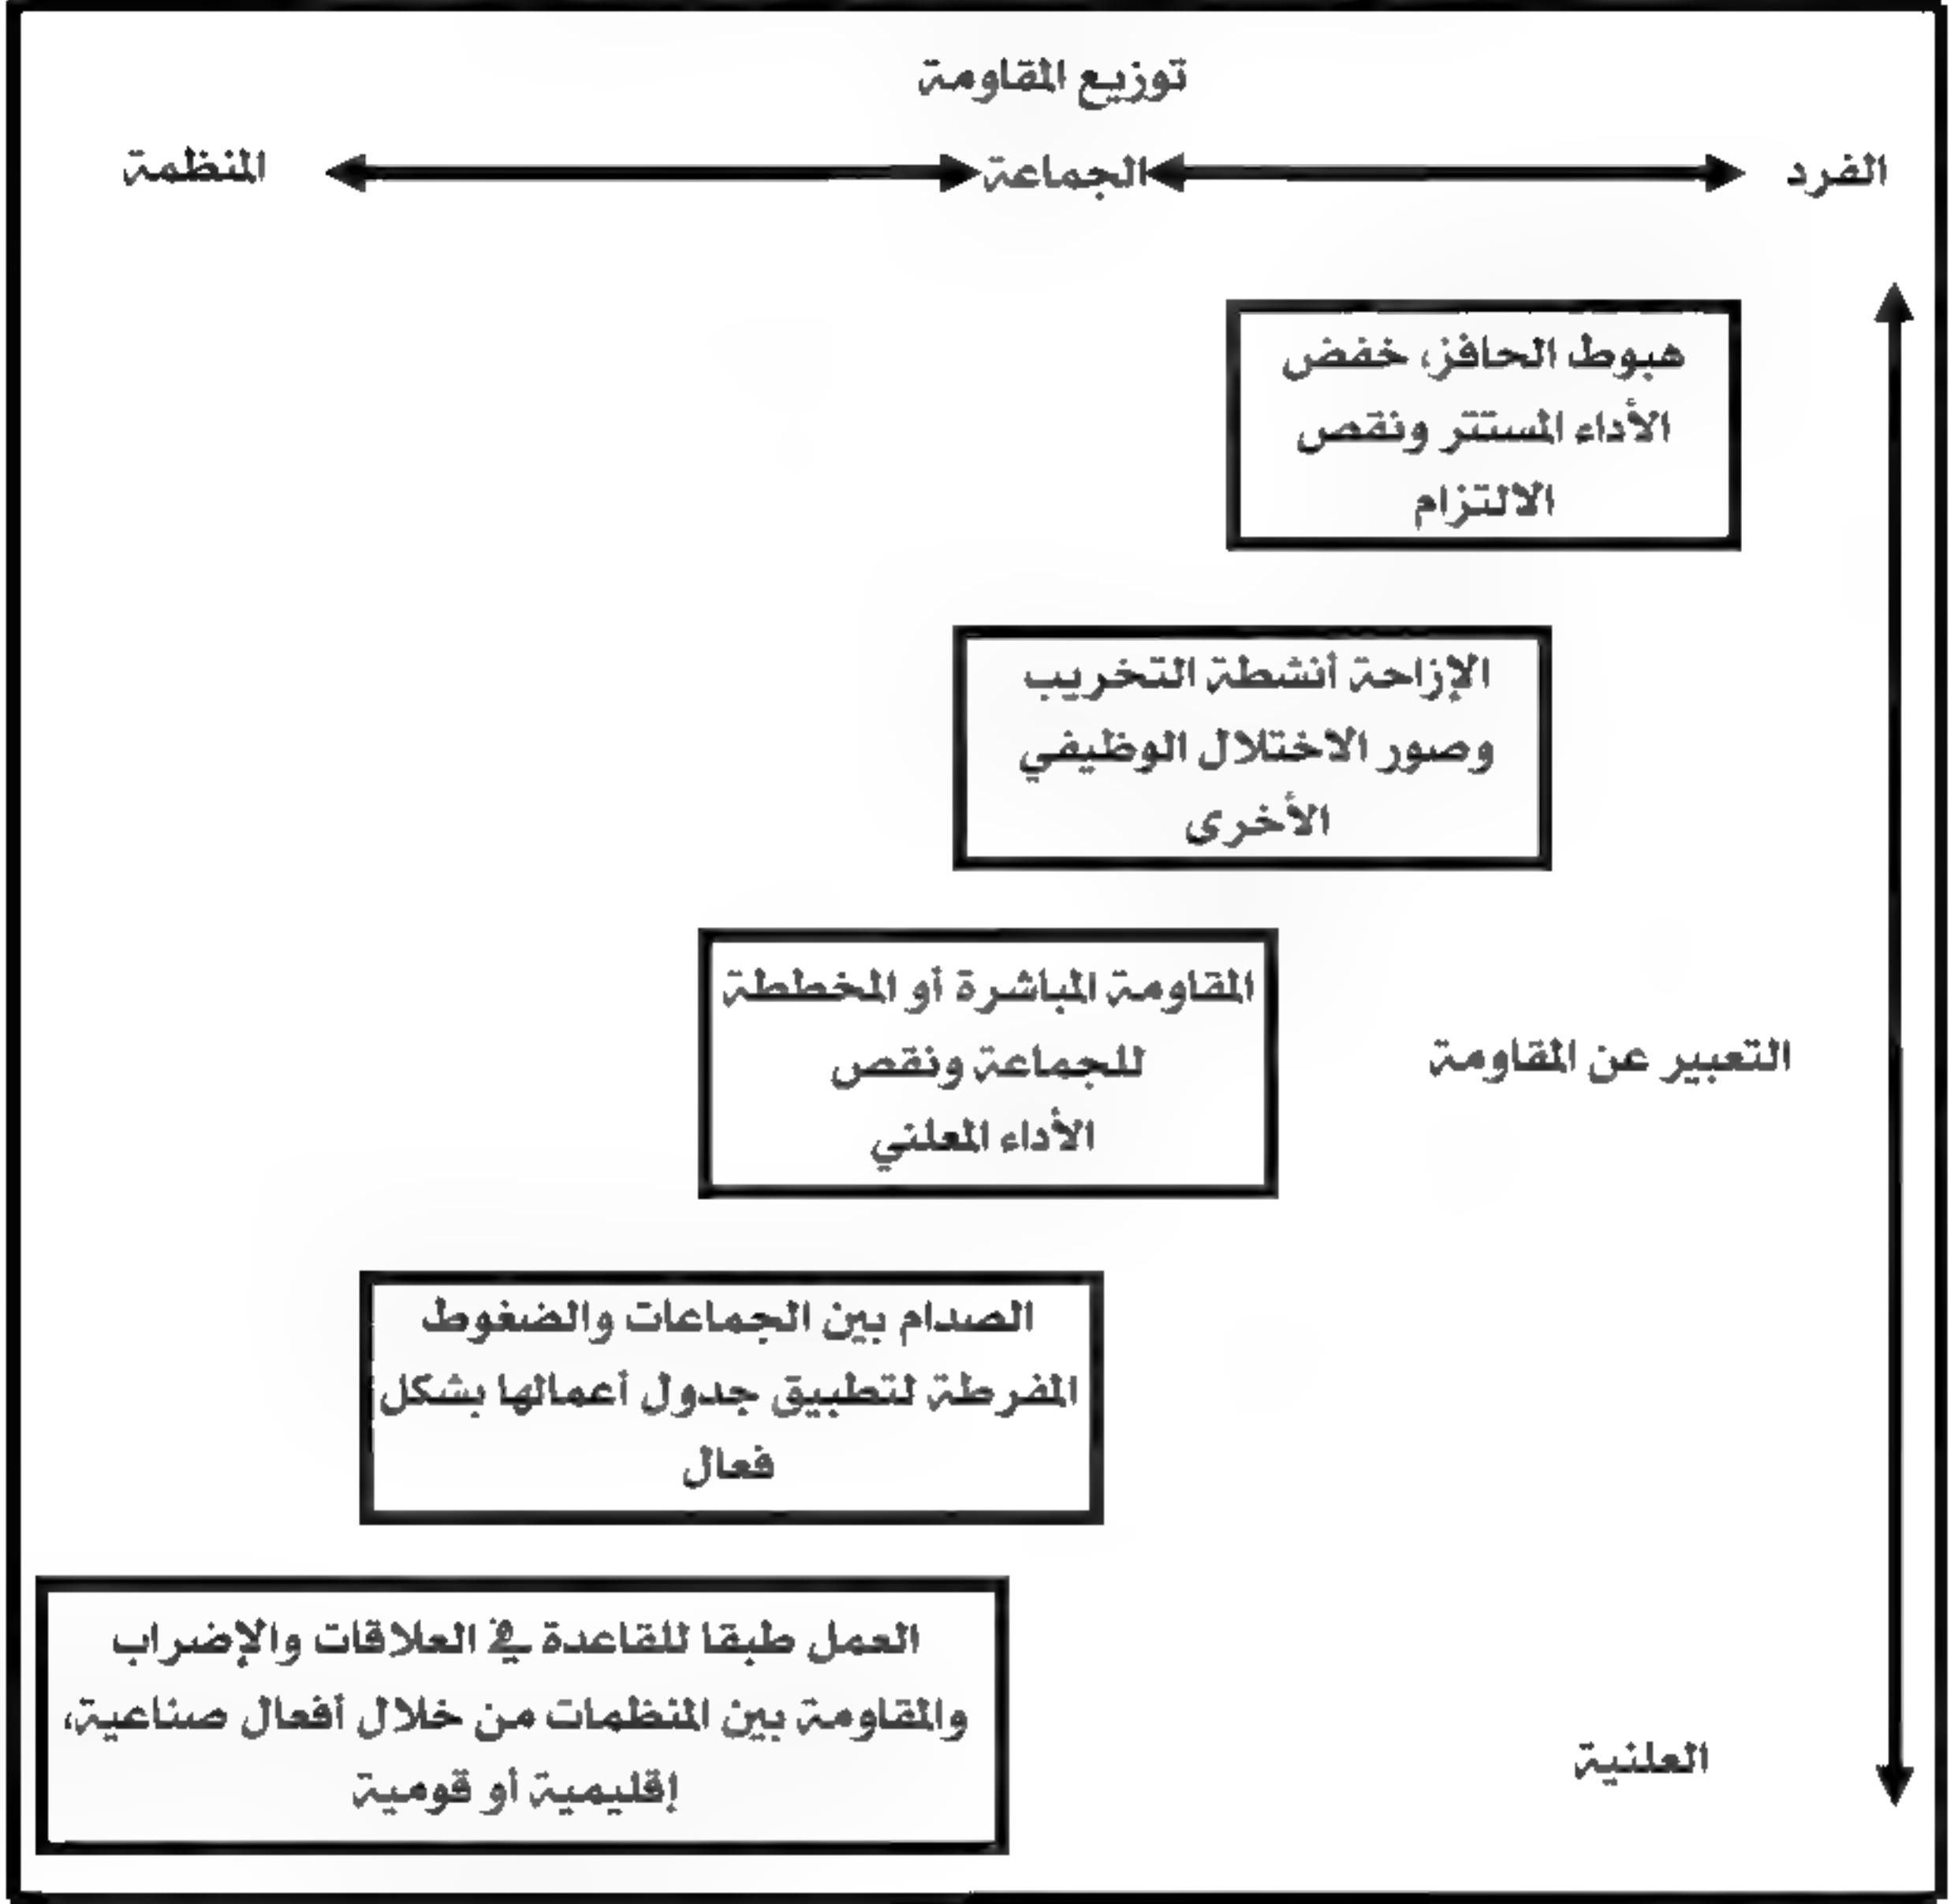 توزيع المقاومة
الفرد الجماعة المنظمة
هبوط الحافز، خفض
الأداء المستتر ونقص
الالتزام
الإزاحة أنشطة التخريب
وصور الاختلال الوظيفي
الأخرى
المقاومة المباشرة أو المخططة
للجماعة ونقص
الأداء المعلني
التعبير عن المقاومة
الصدام بين الجماعات والضغوط
المفرطة لتطبيق جدول أعمالها بشكل
فعال
العمل طبقا للقاعدة في العلاقات والإضراب
والمقاومة بين المنظمات من خلال أفعال صناعية،
إقليمية أو قومية
العلنية